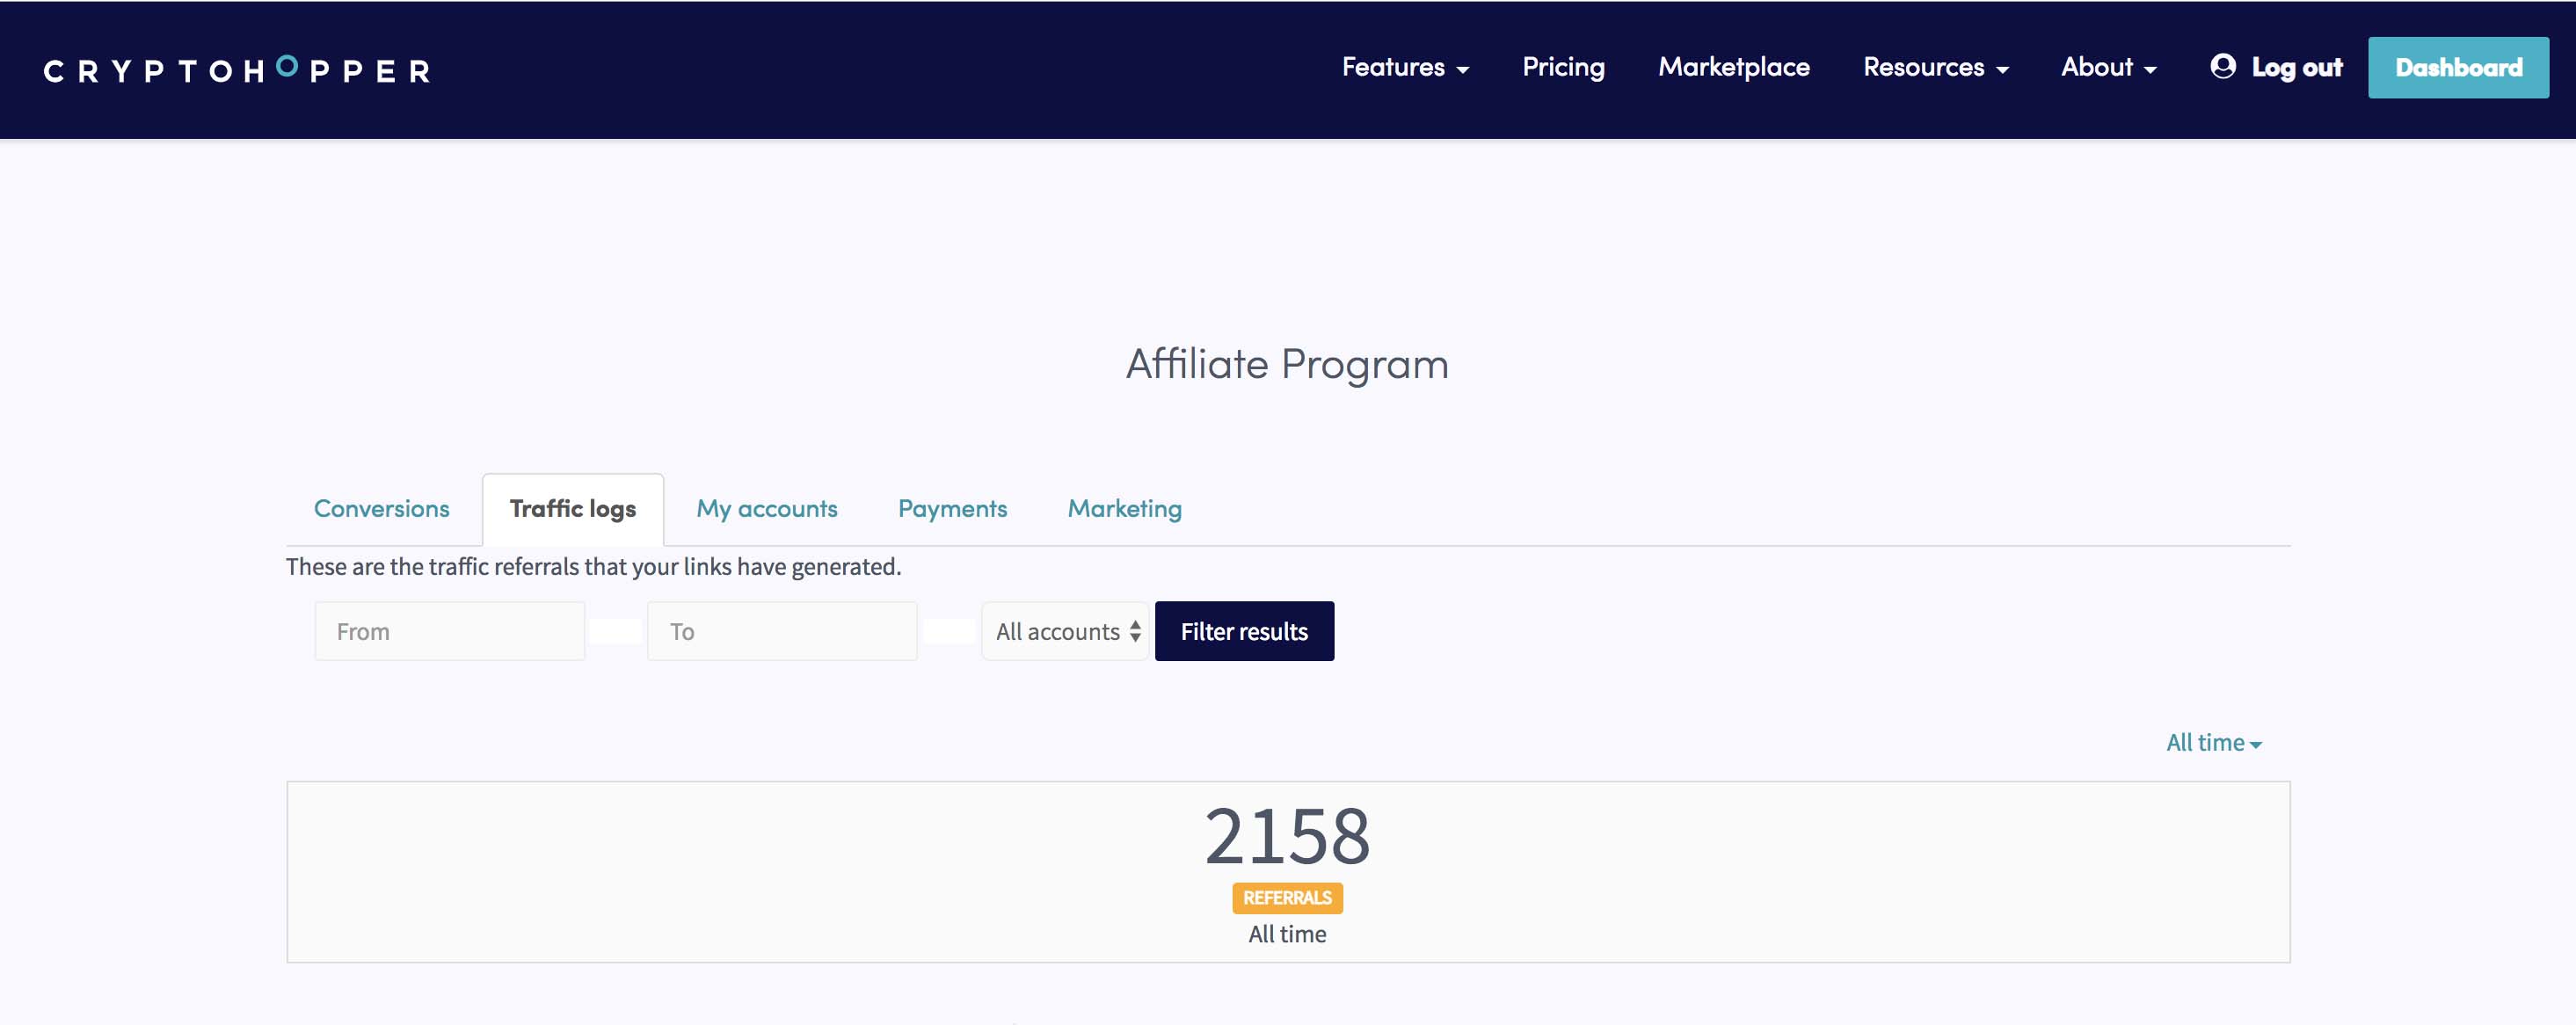 CRYPTOHOPPER Features Pricing Marketplace Resources About Log out Dashboard
Affiliate Program
Conversions Traffic logs My accounts Payments Marketing
These are the traffic referrals that your links have generated.
From To All accounts Filter results
All time
2158
REFERRALS
All time